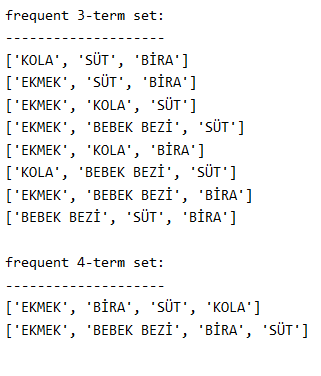 frequent 3-term set:
--------------------
['KOLA', 'SÜT', 'BİRA']
['EKMEK', 'SÜT', 'BİRA']
['EKMEK', 'KOLA', 'SÜT']
['EKMEK', 'BEBEK BEZİ', 'SÜT']
['EKMEK', 'KOLA', 'BİRA']
['KOLA', 'BEBEK BEZİ', 'SÜT']
['EKMEK', 'BEBEK BEZİ', 'BİRA']
['BEBEK BEZİ', 'SÜT', 'BİRA']

frequent 4-term set:
--------------------
['EKMEK', 'BİRA', 'SÜT', 'KOLA']
['EKMEK', 'BEBEK BEZİ', 'BİRA', 'SÜT']